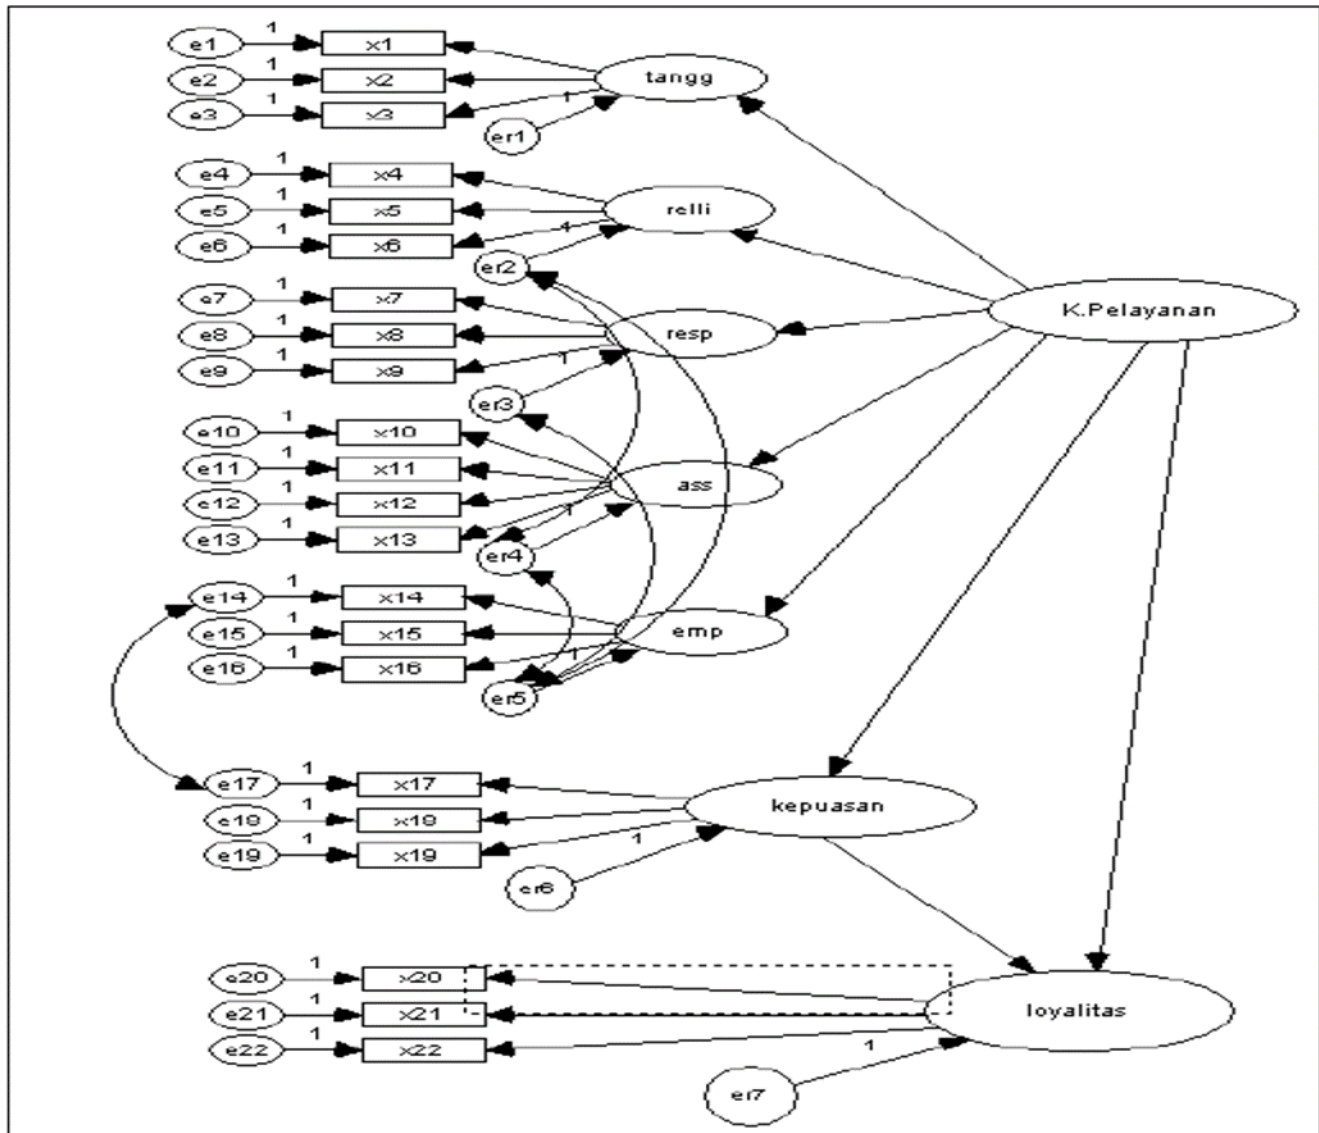 1
e1 x1
1
e2 x2 tangg
1
e3 x3
1
er1
1
e4 x4
1
e5 x5 relli
1
e6 x6
1
er2
1
e7 x7
K.Pelayanan
1
e8 x8 resp
1
e9 x9
1
er3
1
e10 x10
1
e11 x11
ass
1
e12 x12
1
e13 x13
1
er4
1
e14 x14
1
e15 x15 emp
1
e16 x16
1
er5
1
e17 x17
kepuasan
1
e18 x18
1
e19 x19
1
er6
1
e20 x20
1
e21 x21 loyalitas
1
e22 x22
1
er7